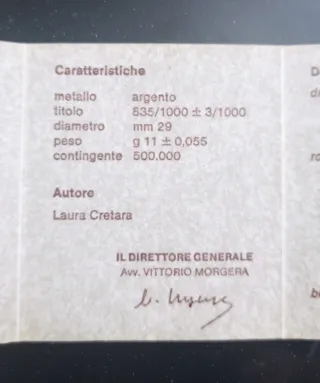 Caratteristiche
metallo argento
titolo 835/1000 ± 3/1000
diametro mm 29
peso g 11 ± 0,055
contingente 500.000
Autore
Laura Cretara
IL DIRETTORE GENERALE
Avv. VITTORIO MORGERA